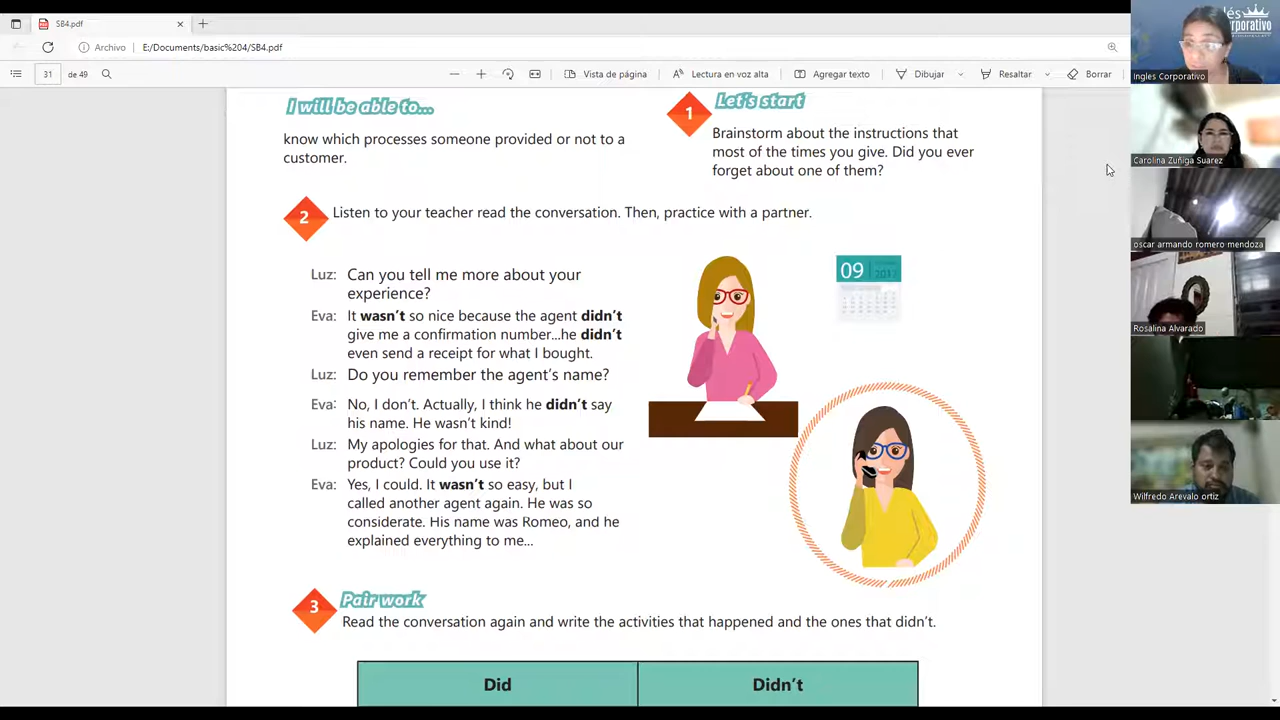 SB4.pdf
Archivo E:/Documents/basic%204/SB4.pdf
31 de 49 Vista de página Lectura en voz alta Agregar texto Dibujar Resaltar Borrar
I will be able to...
know which processes someone provided or not to a
customer.
1 Let's start
Brainstorm about the instructions that
most of the times you give. Did you ever
forget about one of them?
2 Listen to your teacher read the conversation. Then, practice with a partner.
Luz: Can you tell me more about your
experience?
Eva: It wasn't so nice because the agent didn't
give me a confirmation number...he didn't
even send a receipt for what I bought.
Luz: Do you remember the agent's name?
Eva: No, I don't. Actually, I think he didn't say
his name. He wasn't kind!
Luz: My apologies for that. And what about our
product? Could you use it?
Eva: Yes, I could. It wasn't so easy, but I
called another agent again. He was so
considerate. His name was Romeo, and he
explained everything to me...
09
2012
3 Pair work
Read the conversation again and write the activities that happened and the ones that didn't.
Did Didn't
Ingles Corporativo
Carolina Zuñiga Suarez
oscar armando romero mendoza
Rosalina Alvarado
Wilfredo Arevalo ortiz